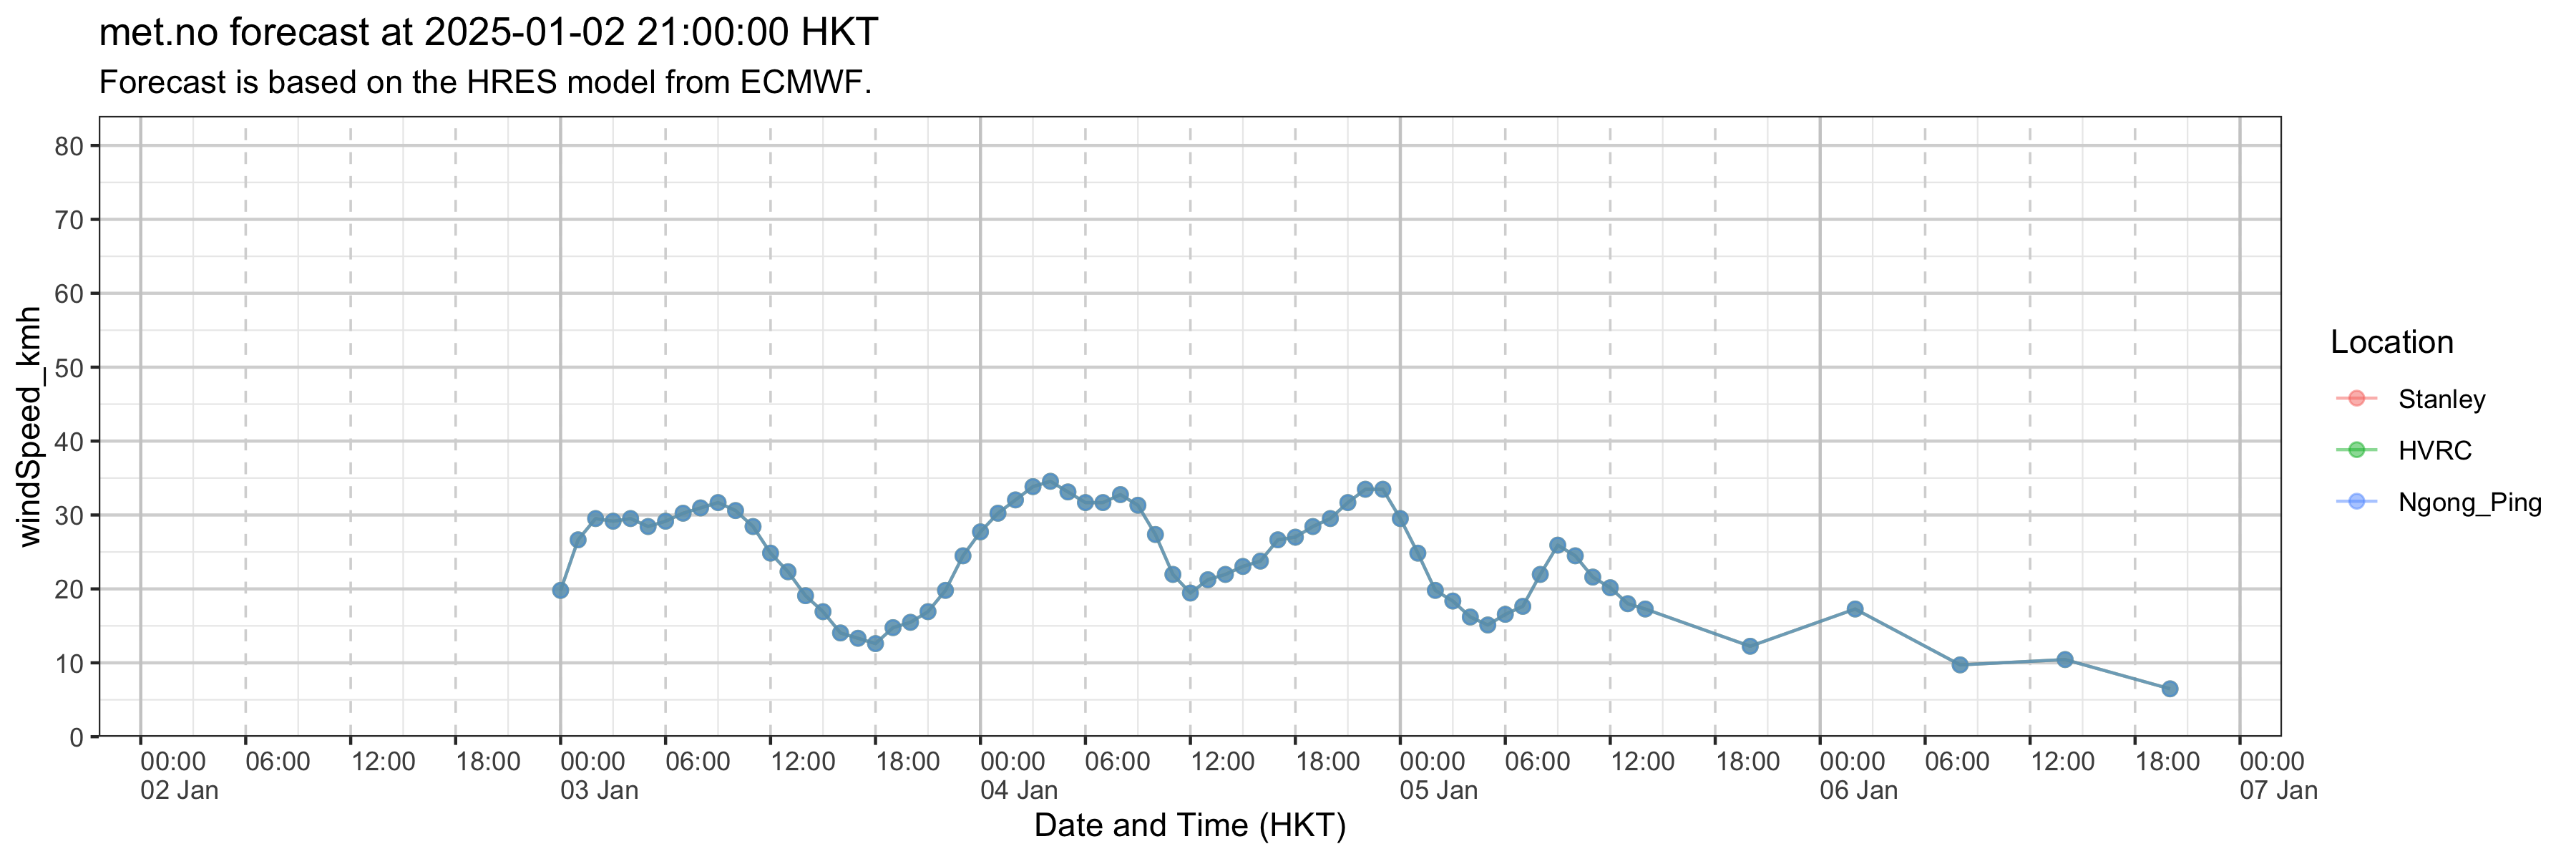 met.no forecast at 2025-01-02 21:00:00 HKT
Forecast is based on the HRES model from ECMWF.
windSpeed_kmh
80
70
60
50
40
30
20
10
0
00:00 06:00 12:00 18:00 00:00 06:00 12:00 18:00 00:00 06:00 12:00 18:00 00:00 06:00 12:00 18:00 00:00 06:00 12:00 18:00 00:00
02 Jan 03 Jan 04 Jan 05 Jan 06 Jan 07 Jan
Date and Time (HKT)
Location
Stanley
HVRC
Ngong_Ping